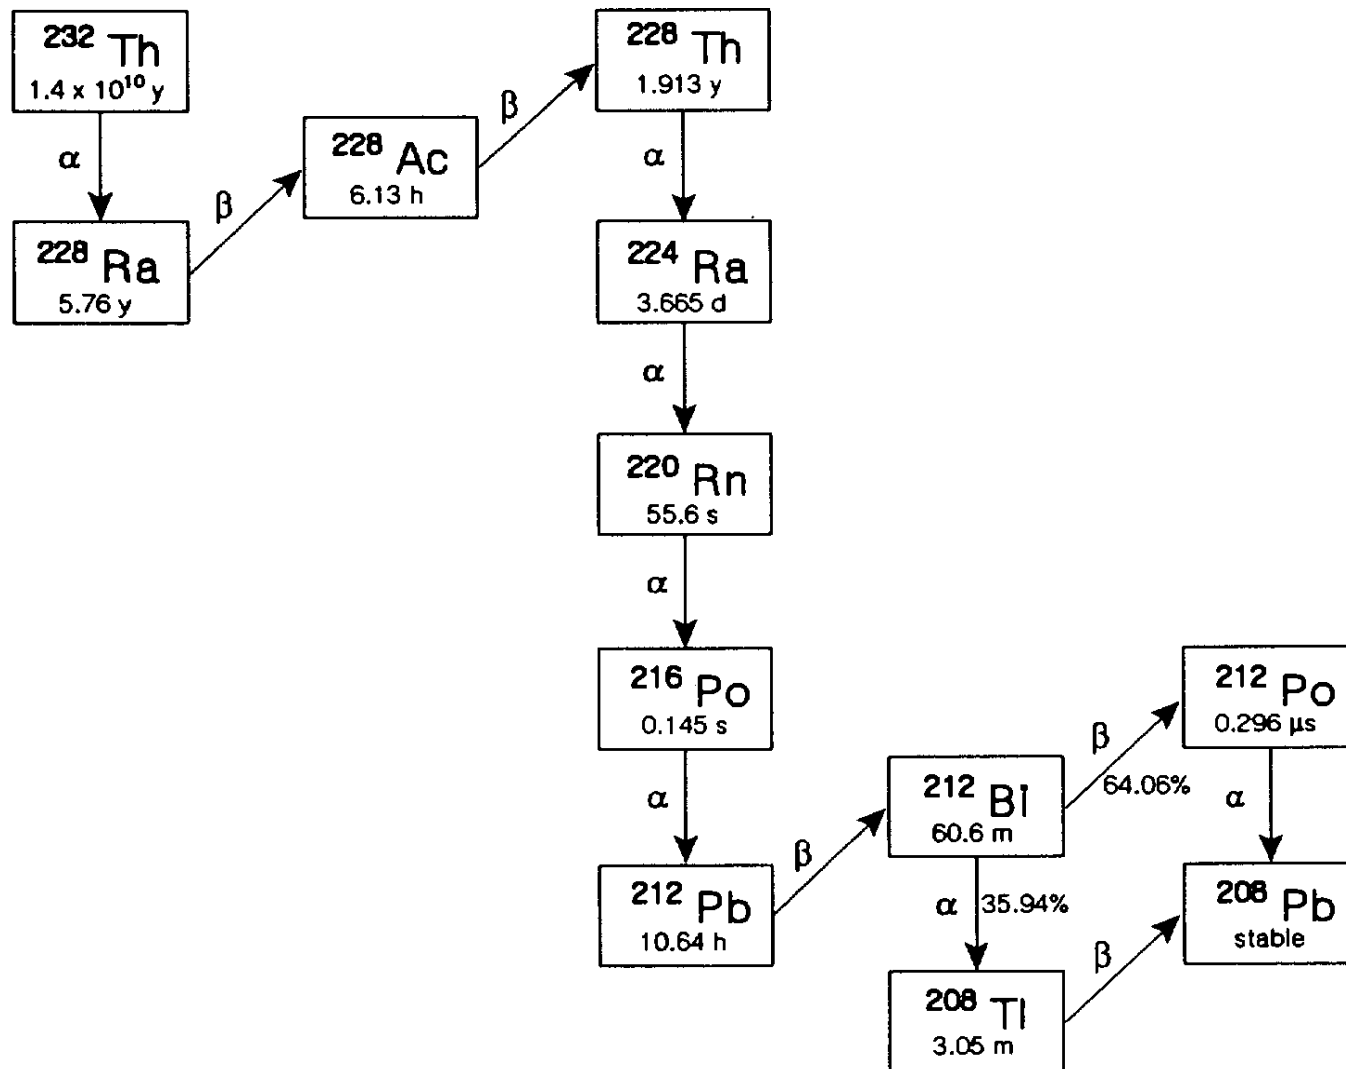 232 Th
1.4 x 10¹⁰ y
228 Th
1.913 y
β
α
228 Ac
6.13 h
α
β
228 Ra
5.76 y
224 Ra
3.665 d
α
220 Rn
55.6 s
α
216 Po
0.145 s
212 Po
0.296 μs
α
β
64.06%
212 Bi
60.6 m
α
β
212 Pb
10.64 h
α 35.94%
208 Pb
stable
β
208 Tl
3.05 m